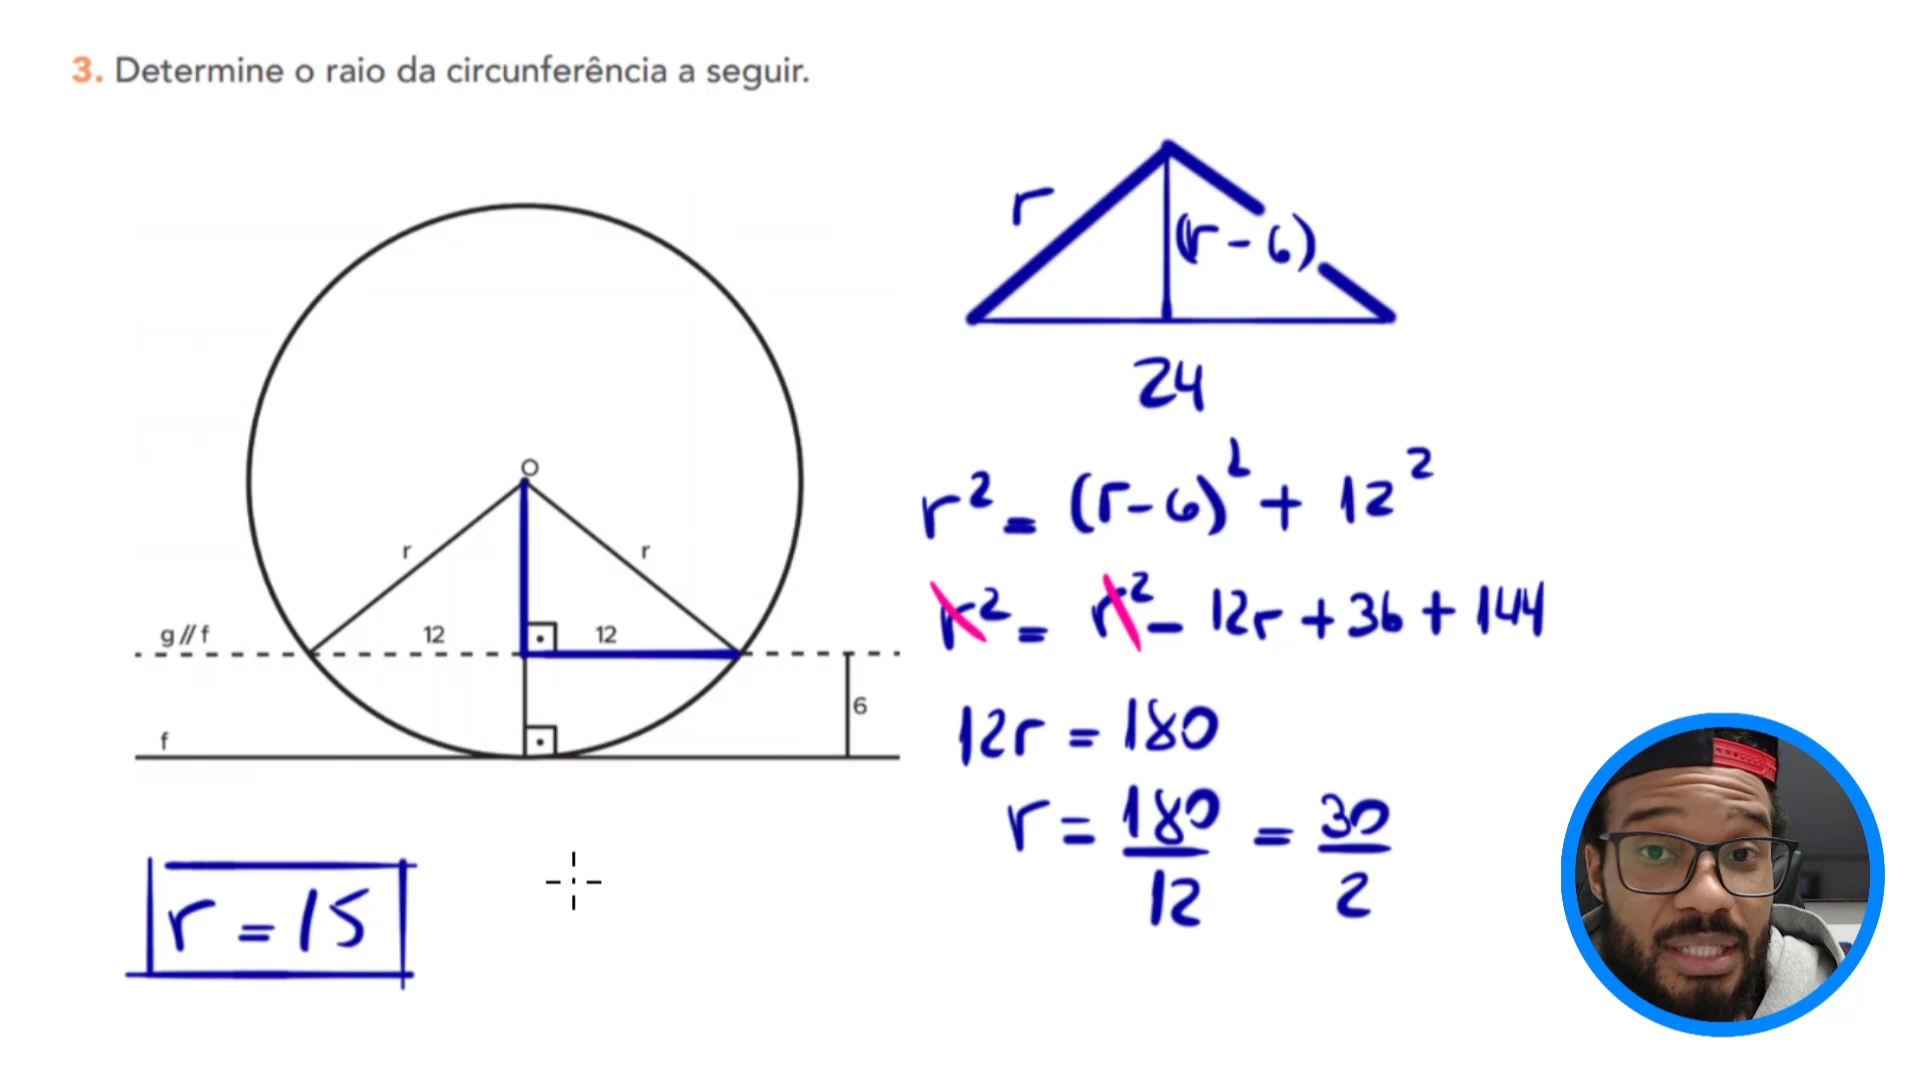 3. Determine o raio da circunferência a seguir.
r
(r - 6)
24
O
r
r
g // f
12
12
6
f
r² = (r - 6)² + 12²
r² = r² - 12r + 36 + 144
12r = 180
r = 180/12 = 30/2
r = 15